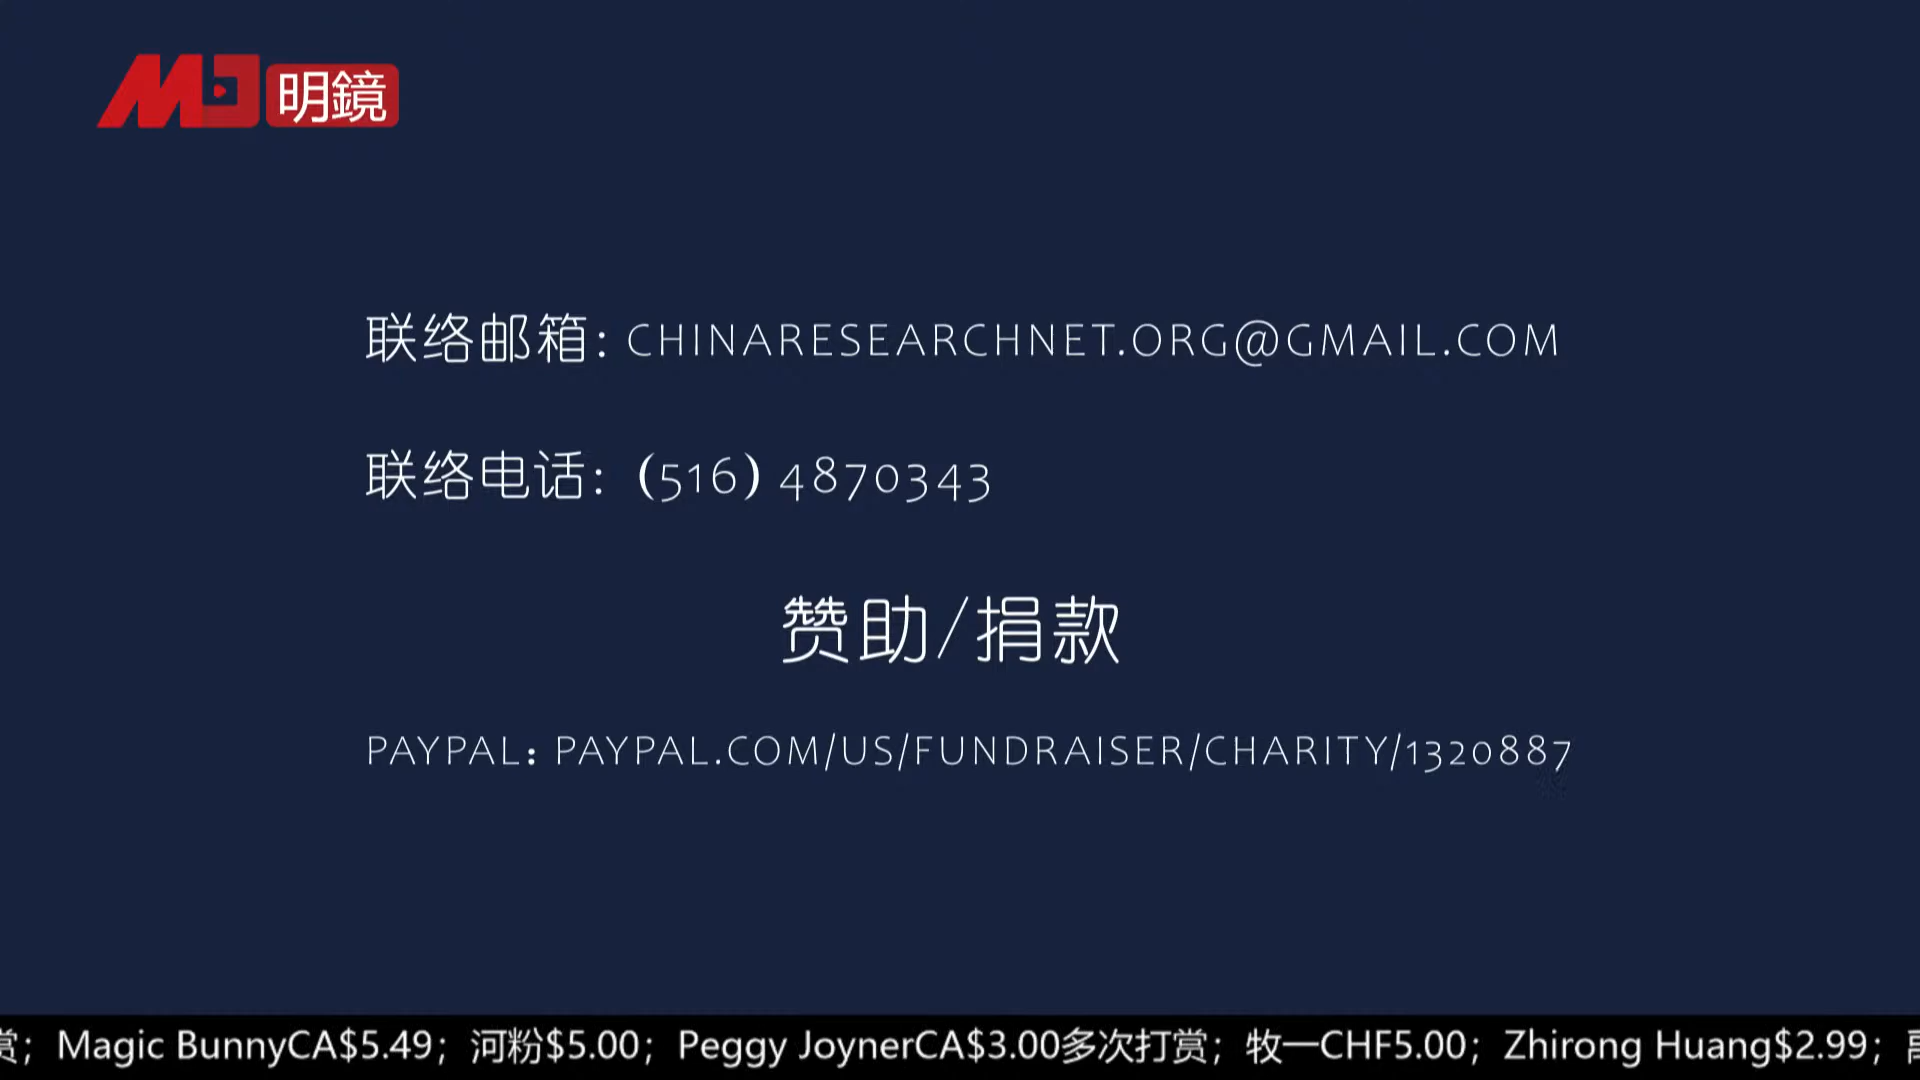 明鏡
联络邮箱: CHINARESEARCHNET.ORG@GMAIL.COM
联络电话: (516) 4870343
赞助/捐款
PAYPAL: PAYPAL.COM/US/FUNDRAISER/CHARITY/1320887
赏；Magic BunnyCA$5.49；河粉$5.00；Peggy JoynerCA$3.00多次打赏；牧一CHF5.00；Zhirong Huang$2.99；